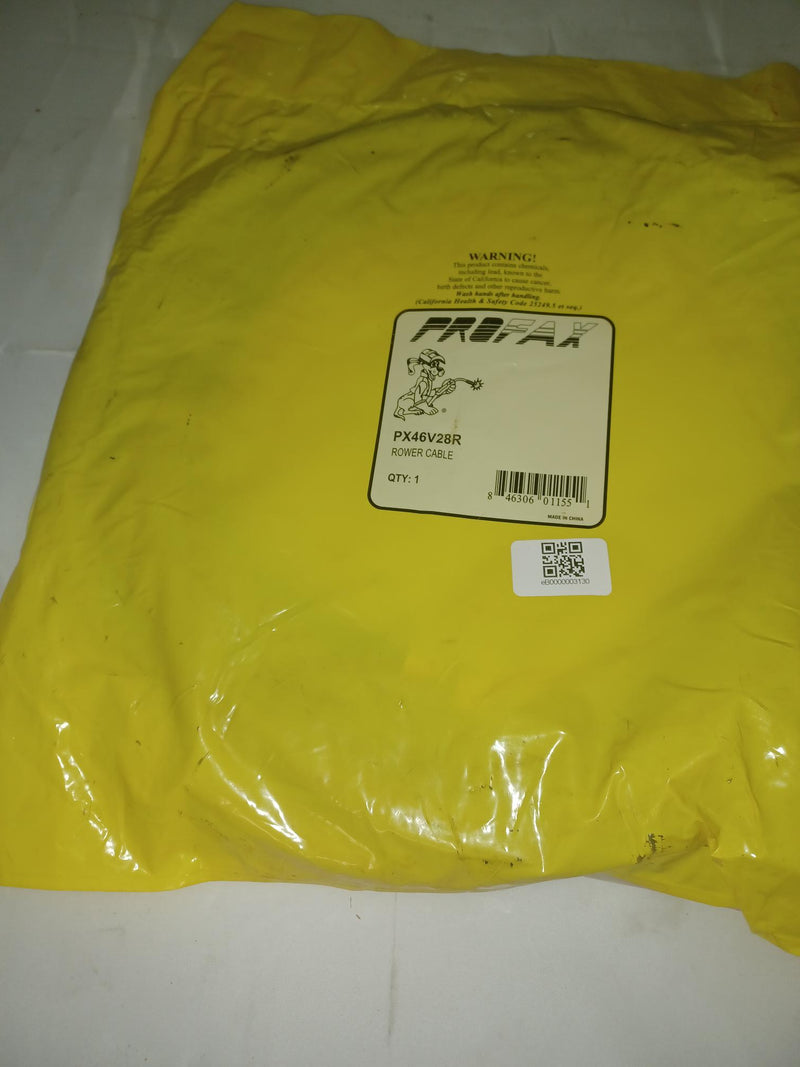 WARNING!
This product contains chemicals,
including lead, known to the
State of California to cause cancer,
birth defects and other reproductive harm.
Wash hands after handling.
(California Health & Safety Code 25249.5 et seq.)
PROFAX
®
PX46V28R
ROWER CABLE
QTY: 1
8 46306 01155 1
MADE IN CHINA
eB0000003130